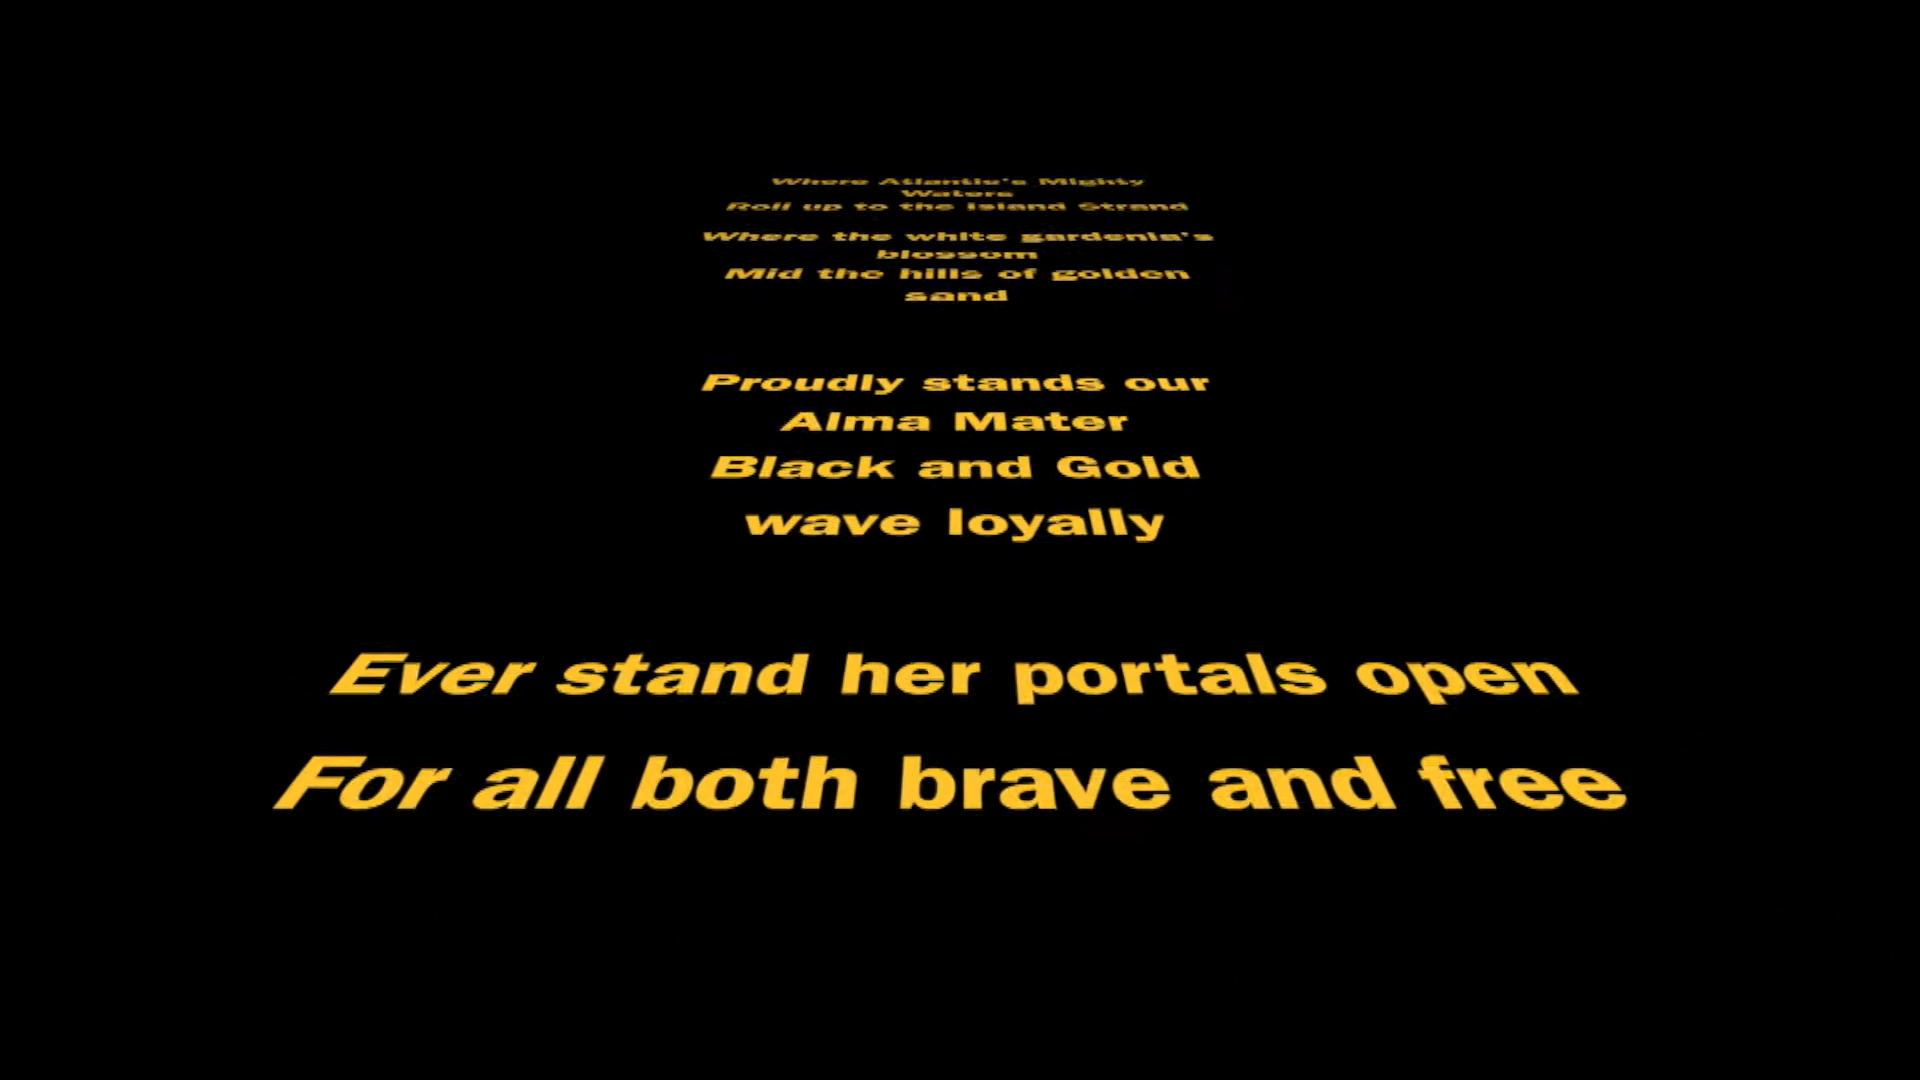 Where Atlantic's Mighty
Waters
Roll up to the Island Strand
Where the white gardenia's
blossom
Mid the hills of golden
sand
Proudly stands our
Alma Mater
Black and Gold
wave loyally
Ever stand her portals open
For all both brave and free